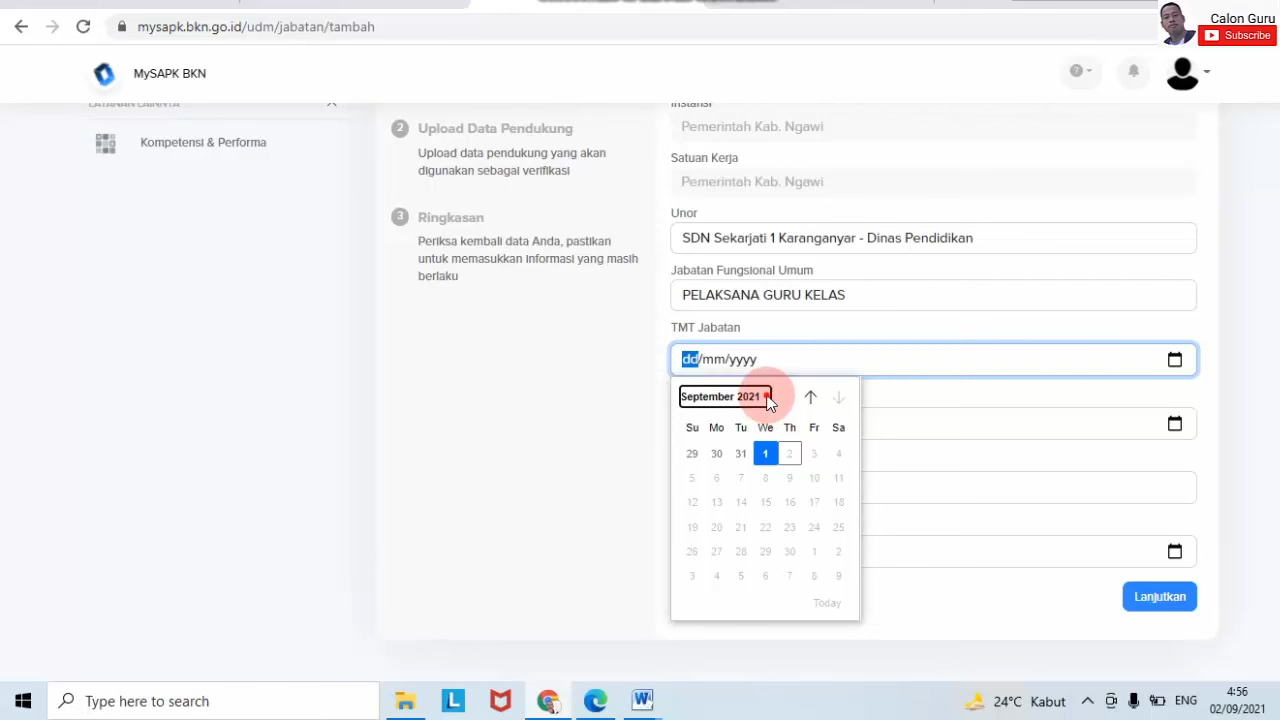 mysapk.bkn.go.id/udm/jabatan/tambah
Calon Guru
Subscribe
MySAPK BKN
Kompetensi & Performa
2 Upload Data Pendukung
Upload data pendukung yang akan
digunakan sebagai verifikasi
3 Ringkasan
Periksa kembali data Anda, pastikan
untuk memasukkan informasi yang masih
berlaku
Instansi
Pemerintah Kab. Ngawi
Satuan Kerja
Pemerintah Kab. Ngawi
Unor
SDN Sekarjati 1 Karanganyar - Dinas Pendidikan
Jabatan Fungsional Umum
PELAKSANA GURU KELAS
TMT Jabatan
dd/mm/yyyy
September 2021
Su Mo Tu We Th Fr Sa
29 30 31 1 2 3 4
5 6 7 8 9 10 11
12 13 14 15 16 17 18
19 20 21 22 23 24 25
26 27 28 29 30 1 2
3 4 5 6 7 8 9
Today
Lanjutkan
Type here to search
24°C Kabut
ENG
4:56
02/09/2021